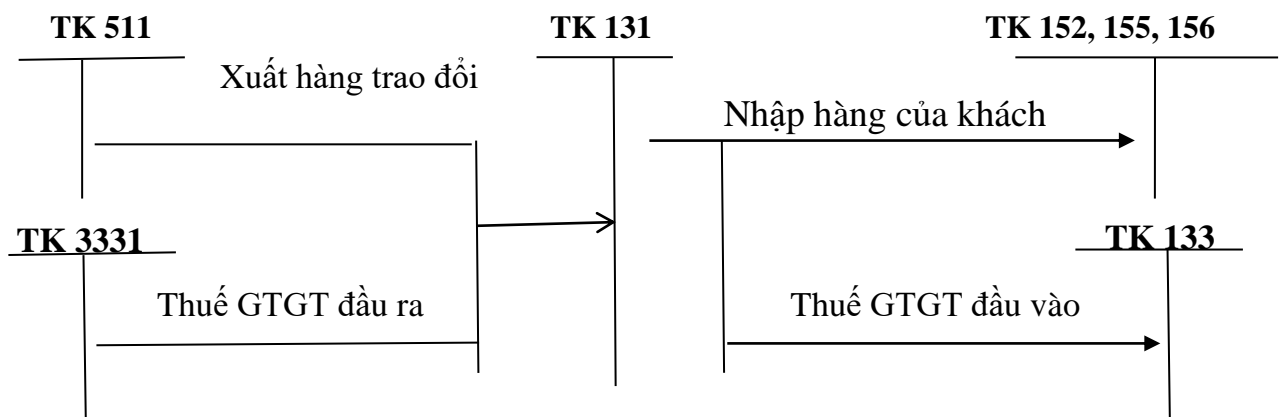 TK 511
TK 131
TK 152, 155, 156
Xuất hàng trao đổi
Nhập hàng của khách
TK 3331
TK 133
Thuế GTGT đầu ra
Thuế GTGT đầu vào